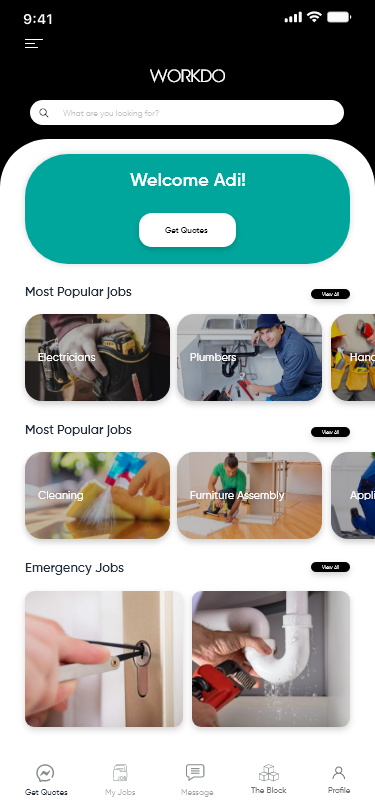 9:41
WORKDO
What are you looking for?
Welcome Adi!
Get Quotes
Most Popular Jobs
View All
Electricians
Plumbers
Hand
Most Popular Jobs
View All
Cleaning
Furniture Assembly
Appli
Emergency Jobs
View All
Get Quotes
My Jobs
Message
The Block
Profile